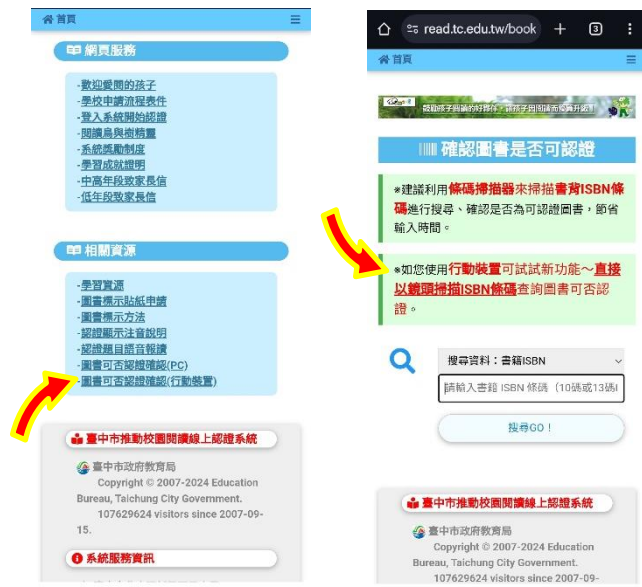 首頁
網頁服務
-歡迎愛閱的孩子
-學校申請流程表件
-登入系統開始認證
-閱讀鳥與樹精靈
-系統獎勵制度
-學習成就證明
-中高年段致家長信
-低年段致家長信
相關資源
-學習資源
-圖書標示貼紙申請
-圖書標示方法
-認證顯示注音說明
-認證題目語音報讀
-圖書可否認證確認(PC)
-圖書可否認證確認(行動裝置)
臺中市推動校園閱讀線上認證系統
臺中市政府教育局
Copyright © 2007-2024 Education
Bureau, Taichung City Government.
107629624 visitors since 2007-09-
15.
系統服務資訊
read.tc.edu.tw/book
3
首頁
確認圖書是否可認證
※建議利用條碼掃描器來掃描書背ISBN條
碼進行搜尋、確認是否為可認證圖書，節省
輸入時間。
※如您使用行動裝置可試試新功能～直接
以鏡頭掃描ISBN條碼查詢圖書可否認
證。
搜尋資料：書籍ISBN
請輸入書籍 ISBN 條碼（10碼或13碼
搜尋GO！
臺中市推動校園閱讀線上認證系統
臺中市政府教育局
Copyright © 2007-2024 Education
Bureau, Taichung City Government.
107629624 visitors since 2007-09-